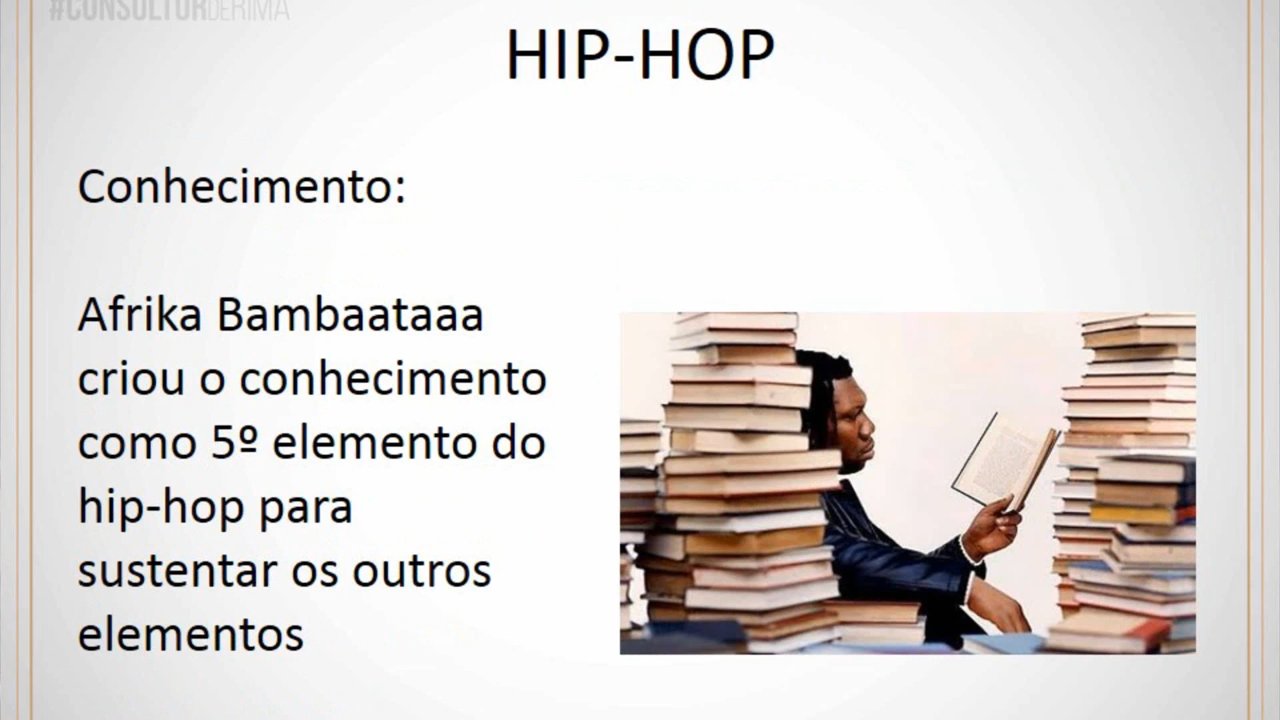 #CONSULTORDERIMA
HIP-HOP
Conhecimento:
Afrika Bambaataaa
criou o conhecimento
como 5º elemento do
hip-hop para
sustentar os outros
elementos